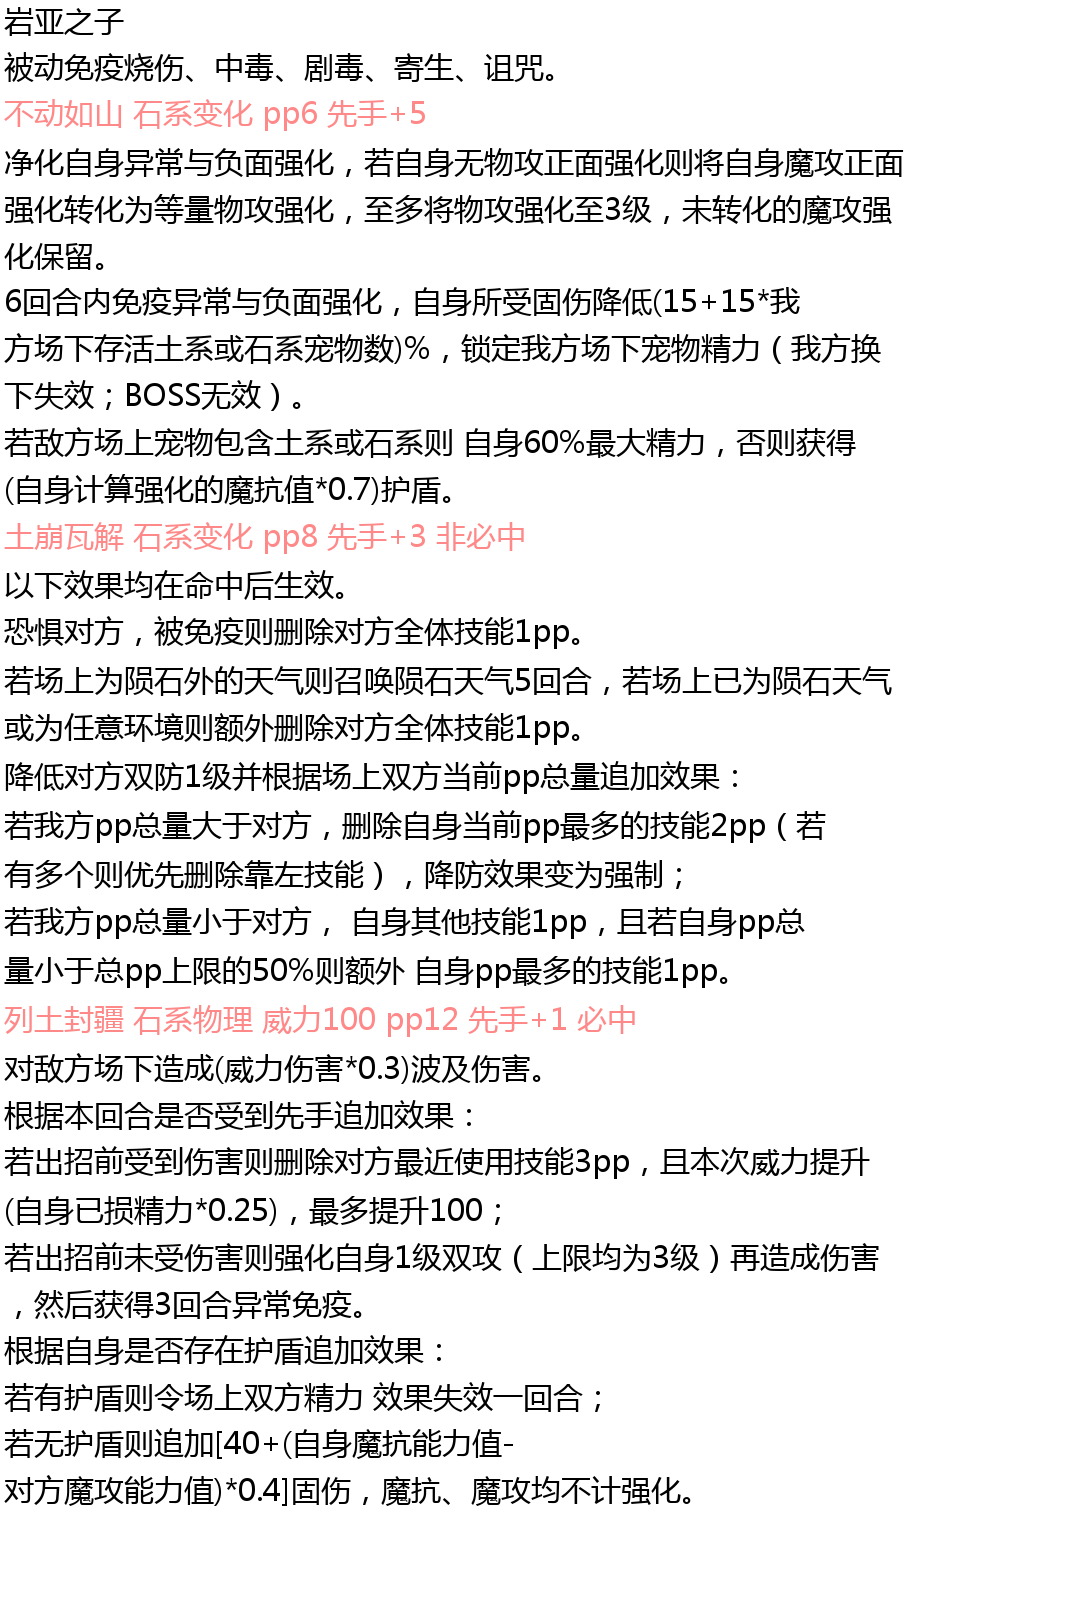 岩亚之子
被动免疫烧伤、中毒、剧毒、寄生、诅咒。
不动如山 石系变化 pp6 先手+5
净化自身异常与负面强化，若自身无物攻正面强化则将自身魔攻正面
强化转化为等量物攻强化，至多将物攻强化至3级，未转化的魔攻强
化保留。
6回合内免疫异常与负面强化，自身所受固伤降低(15+15*我
方场下存活土系或石系宠物数)%，锁定我方场下宠物精力（我方换
下失效；BOSS无效）。
若敌方场上宠物包含土系或石系则 自身60%最大精力，否则获得
(自身计算强化的魔抗值*0.7)护盾。
土崩瓦解 石系变化 pp8 先手+3 非必中
以下效果均在命中后生效。
恐惧对方，被免疫则删除对方全体技能1pp。
若场上为陨石外的天气则召唤陨石天气5回合，若场上已为陨石天气
或为任意环境则额外删除对方全体技能1pp。
降低对方双防1级并根据场上双方当前pp总量追加效果：
若我方pp总量大于对方，删除自身当前pp最多的技能2pp（若
有多个则优先删除靠左技能），降防效果变为强制；
若我方pp总量小于对方， 自身其他技能1pp，且若自身pp总
量小于总pp上限的50%则额外 自身pp最多的技能1pp。
列土封疆 石系物理 威力100 pp12 先手+1 必中
对敌方场下造成(威力伤害*0.3)波及伤害。
根据本回合是否受到先手追加效果：
若出招前受到伤害则删除对方最近使用技能3pp，且本次威力提升
(自身已损精力*0.25)，最多提升100；
若出招前未受伤害则强化自身1级双攻（上限均为3级）再造成伤害
，然后获得3回合异常免疫。
根据自身是否存在护盾追加效果：
若有护盾则令场上双方精力 效果失效一回合；
若无护盾则追加[40+(自身魔抗能力值-
对方魔攻能力值)*0.4]固伤，魔抗、魔攻均不计强化。